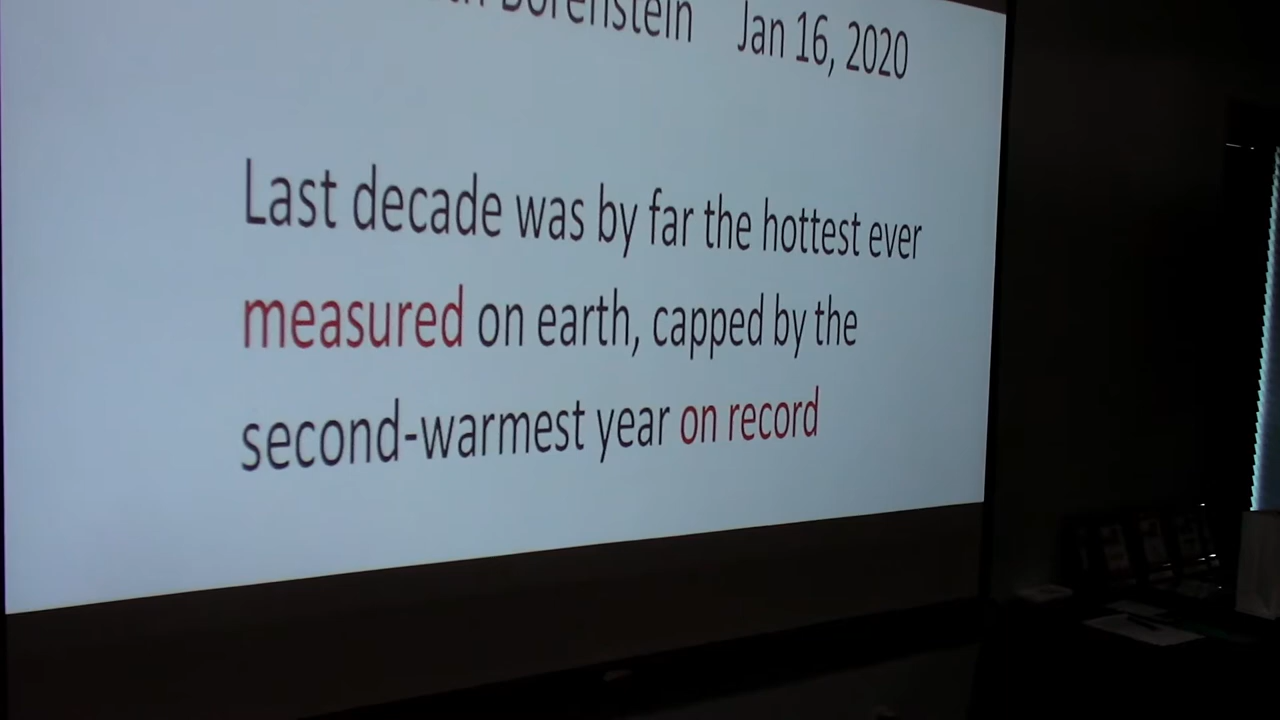 Borenstein Jan 16, 2020
Last decade was by far the hottest ever
measured on earth, capped by the
second-warmest year on record